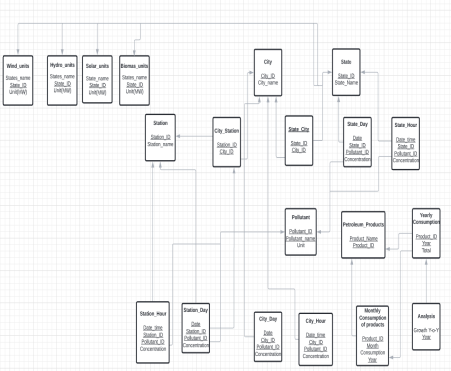 Wind_units
States_name
State_ID
Unit(MW)
Hydro_units
States_name
State_ID
Unit(MW)
Solar_units
State_name
State_ID
Unit(MW)
Biomas_units
States_name
State_ID
Unit(MW)
City
City_ID
City_name
State
State_ID
State_Name
Station
Station_ID
Station_name
City_Station
Station_ID
City_ID
State_City
State_ID
City_ID
State_Day
Date
State_ID
Pollutant_ID
Concentration
State_Hour
Date_time
State_ID
Pollutant_ID
Concentration
Pollutant
Pollutant_ID
Pollutant_name
Unit
Petroleum_Products
Product_Name
Product_ID
Yearly
Consumption
Product_ID
Year
Total
Station_Hour
Date_time
Station_ID
Pollutant_ID
Concentration
Station_Day
Date
Station_ID
Pollutant_ID
Concentration
City_Day
Date
City_ID
Pollutant_ID
Concentration
City_Hour
Date_time
City_ID
Pollutant_ID
Concentration
Monthly
Consumption
of products
Product_ID
Month
Consumption
Year
Analysis
Growth Y-o-Y
Year